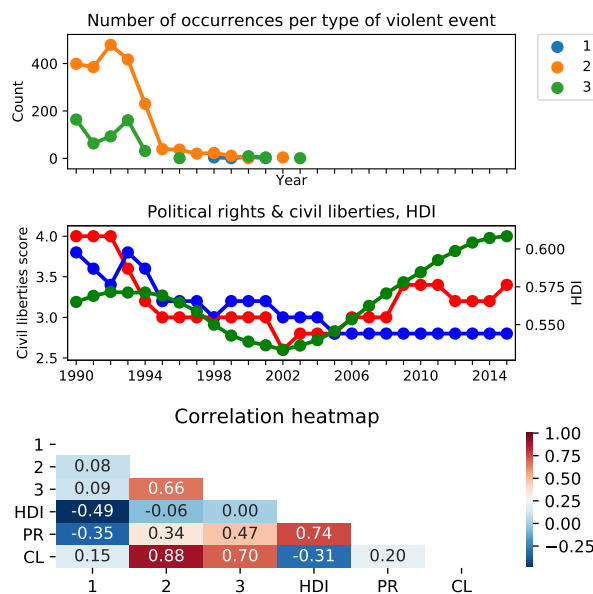 Number of occurrences per type of violent event
400
200
0
Count
Year
1
2
3
Political rights & civil liberties, HDI
4.0
3.5
3.0
2.5
Civil liberties score
0.600
0.575
0.550
HDI
1990 1994 1998 2002 2006 2010 2014
Correlation heatmap
1
2 0.08
3 0.09 0.66
HDI -0.49 -0.06 0.00
PR -0.35 0.34 0.47 0.74
CL 0.15 0.88 0.70 -0.31 0.20
1 2 3 HDI PR CL
1.00
0.75
0.50
0.25
0.00
−0.25